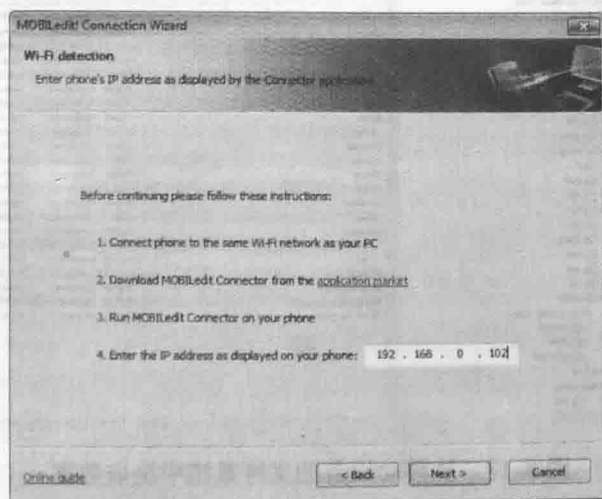 MOBILedit! Connection Wizard
Wi-Fi detection
Enter phone's IP address as displayed by the Connector application
Before continuing please follow these instructions:
1. Connect phone to the same Wi-Fi network as your PC
2. Download MOBILedit Connector from the application market
3. Run MOBILedit Connector on your phone
4. Enter the IP address as displayed on your phone: 192 . 168 . 0 . 102
Online guide < Back Next > Cancel